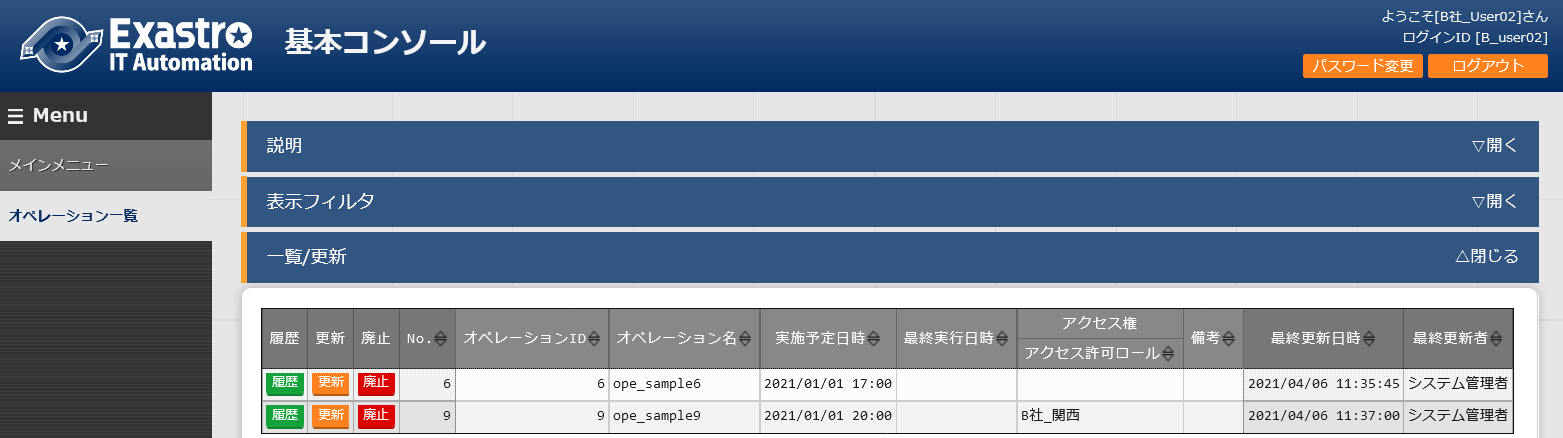 Exastro
IT Automation
基本コンソール
ようこそ[B社_User02]さん
ログインID [B_user02]
パスワード変更 ログアウト
☰ Menu
メインメニュー
オペレーション一覧
説明 ▽開く
表示フィルタ ▽開く
一覧/更新 △閉じる
履歴 更新 廃止 No. オペレーションID オペレーション名 実施予定日時 最終実行日時 アクセス権 備考 最終更新日時 最終更新者
アクセス許可ロール
履歴 更新 廃止 6 6 ope_sample6 2021/01/01 17:00 2021/04/06 11:35:45 システム管理者
履歴 更新 廃止 9 9 ope_sample9 2021/01/01 20:00 B社_関西 2021/04/06 11:37:00 システム管理者